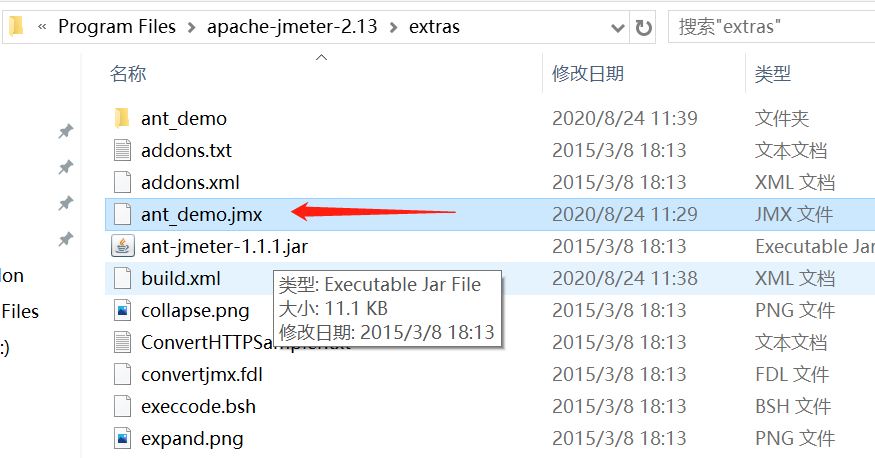 « Program Files > apache-jmeter-2.13 > extras 搜索"extras"
名称 修改日期 类型
ant_demo 2020/8/24 11:39 文件夹
addons.txt 2015/3/8 18:13 文本文档
addons.xml 2015/3/8 18:13 XML 文档
ant_demo.jmx 2020/8/24 11:29 JMX 文件
ant-jmeter-1.1.1.jar 2015/3/8 18:13 Executable Jar
lon build.xml 2020/8/24 11:38 XML 文档
类型: Executable Jar File
大小: 11.1 KB
修改日期: 2015/3/8 18:13
Files collapse.png 2015/3/8 18:13 PNG 文件
:) 2015/3/8 18:13 文本文档
convertjmx.fdl 2015/3/8 18:13 FDL 文件
execcode.bsh 2015/3/8 18:13 BSH 文件
expand.png 2015/3/8 18:13 PNG 文件